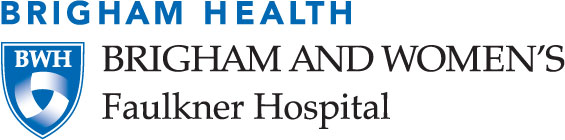 BRIGHAM HEALTH
BWH
BRIGHAM AND WOMEN'S
Faulkner Hospital